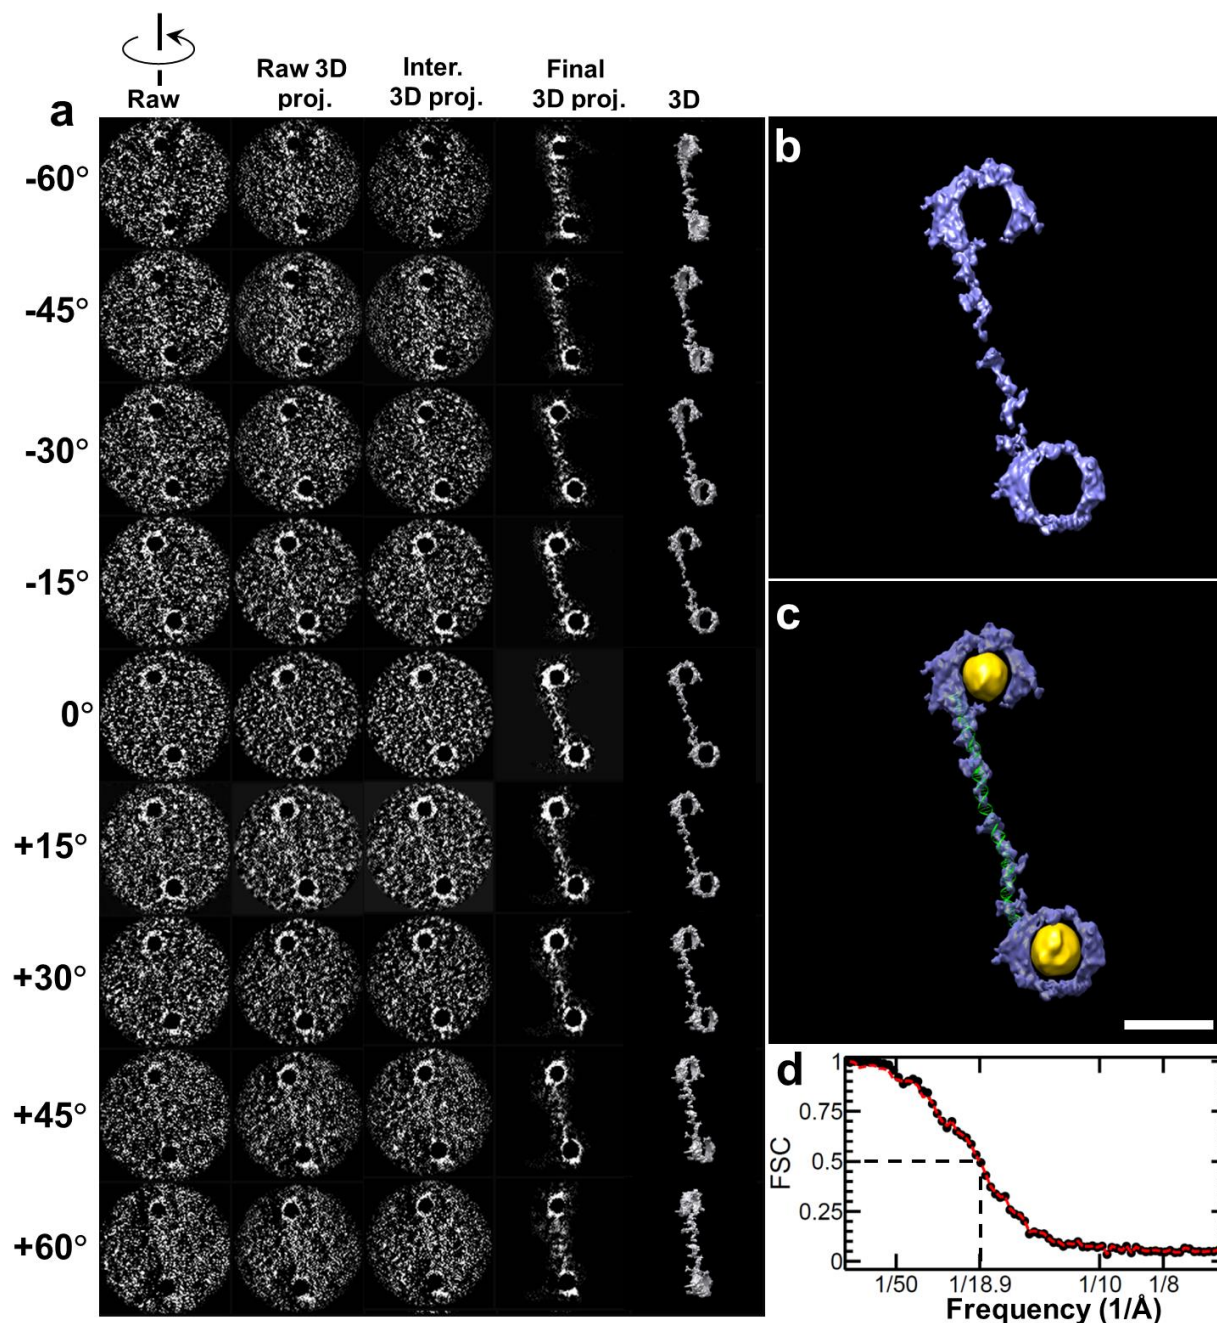 Raw
Raw 3D
proj.
Inter.
3D proj.
Final
3D proj.
3D
a
-60°
-45°
-30°
-15°
0°
+15°
+30°
+45°
+60°
b
c
d
1
0.75
0.5
0.25
0
FSC
1/50
1/18.9
1/10
1/8
Frequency (1/Å)